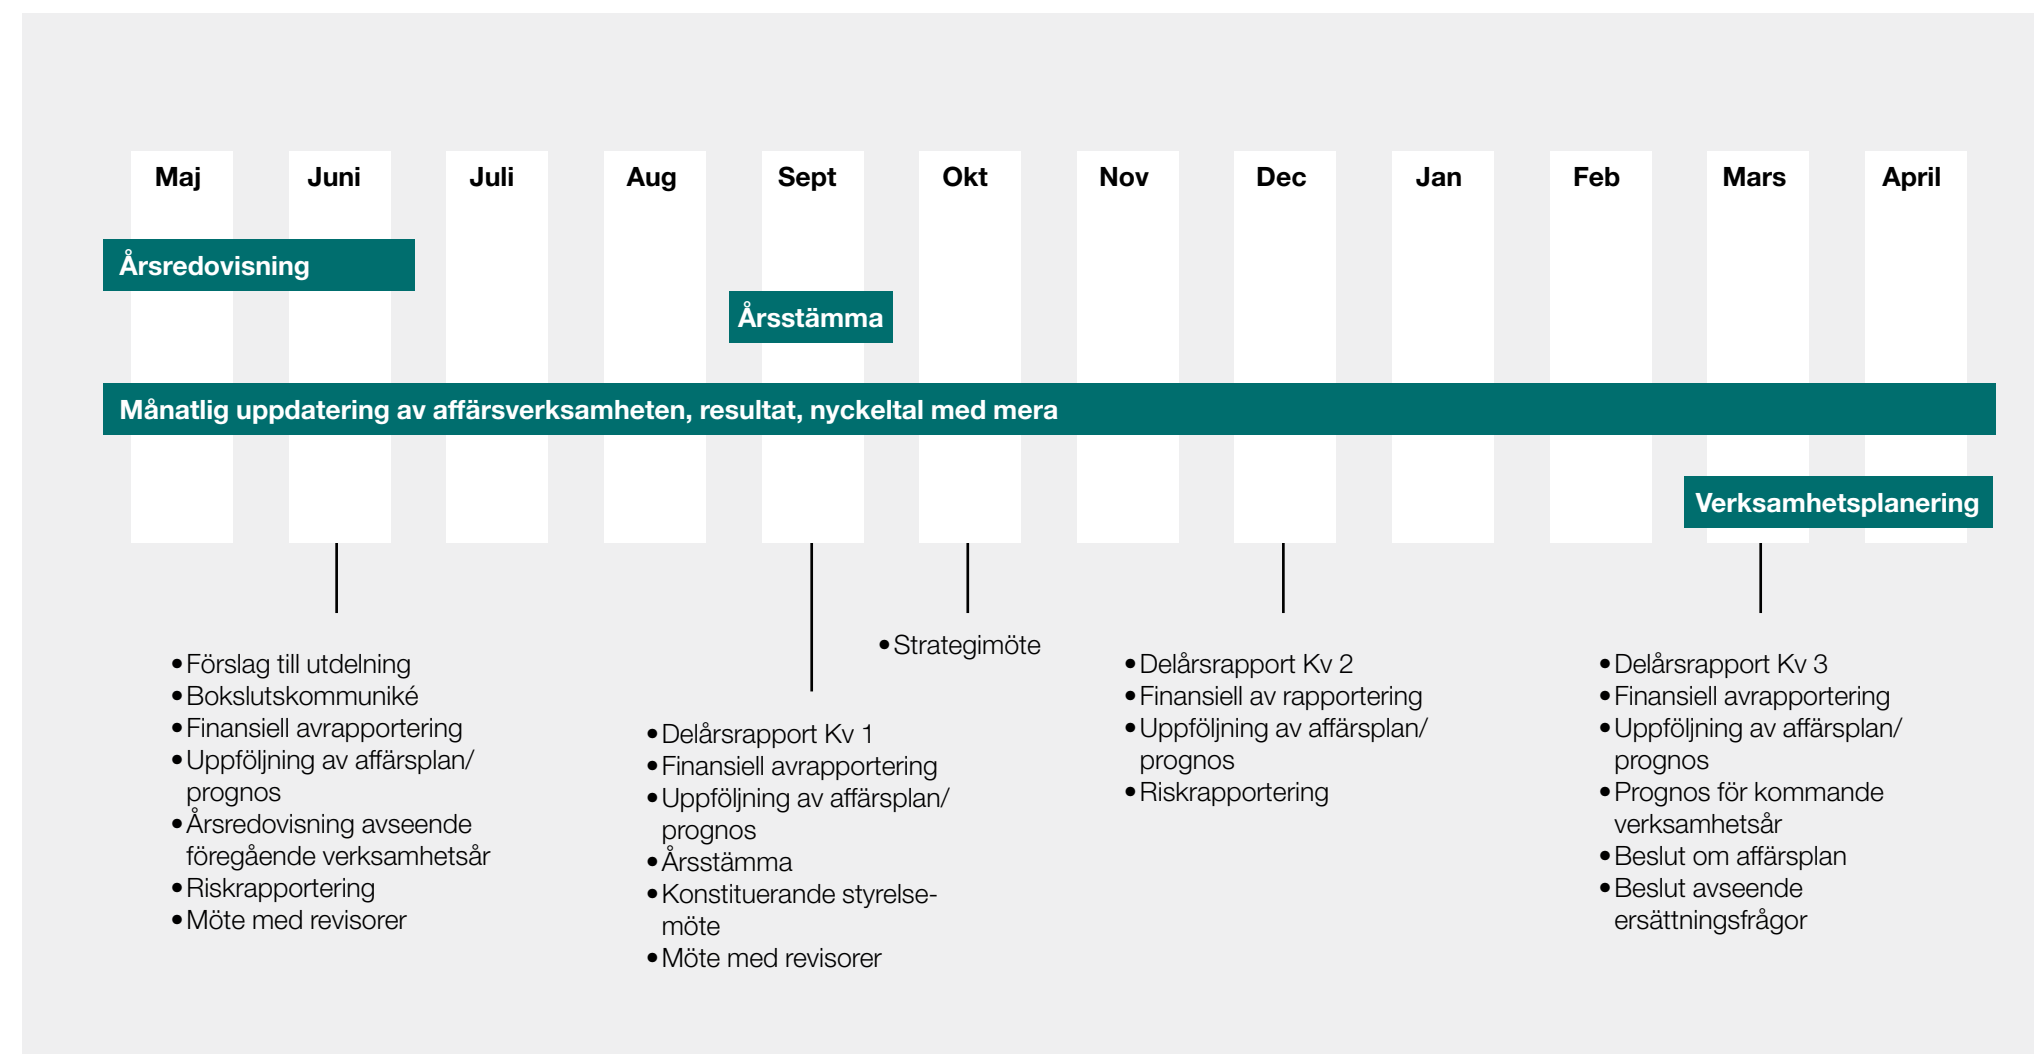 Maj Juni Juli Aug Sept Okt Nov Dec Jan Feb Mars April
Årsredovisning
Årsstämma
Månatlig uppdatering av affärsverksamheten, resultat, nyckeltal med mera
Verksamhetsplanering
•Förslag till utdelning
•Bokslutskommuniké
•Finansiell avrapportering
•Uppföljning av affärsplan/
prognos
•Årsredovisning avseende
föregående verksamhetsår
•Riskrapportering
•Möte med revisorer
•Delårsrapport Kv 1
•Finansiell avrapportering
•Uppföljning av affärsplan/
prognos
•Årsstämma
•Konstituerande styrelse-
möte
•Möte med revisorer
•Strategimöte
•Delårsrapport Kv 2
•Finansiell av rapportering
•Uppföljning av affärsplan/
prognos
•Riskrapportering
•Delårsrapport Kv 3
•Finansiell avrapportering
•Uppföljning av affärsplan/
prognos
•Prognos för kommande
verksamhetsår
•Beslut om affärsplan
•Beslut avseende
ersättningsfrågor